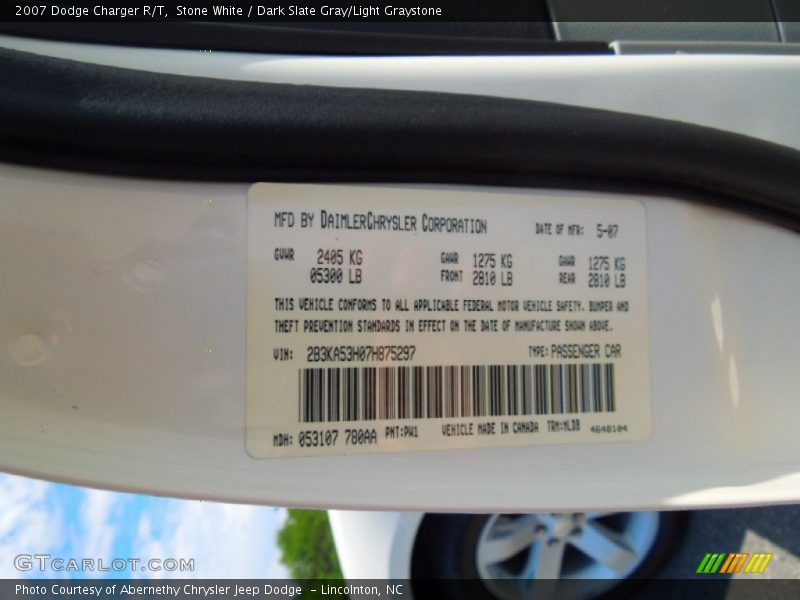 2007 Dodge Charger R/T, Stone White / Dark Slate Gray/Light Graystone
MFD BY DAIMLERCHRYSLER CORPORATION DATE OF MFR: 5-07
GVWR 2405 KG GAWR 1275 KG GAWR 1275 KG
05300 LB FRONT 2810 LB REAR 2810 LB
THIS VEHICLE CONFORMS TO ALL APPLICABLE FEDERAL MOTOR VEHICLE SAFETY, BUMPER AND
THEFT PREVENTION STANDARDS IN EFFECT ON THE DATE OF MANUFACTURE SHOWN ABOVE.
VIN: 2B3KA53H07H875297 TYPE: PASSENGER CAR
MDH: 053107 780AA PNT: PW1 VEHICLE MADE IN CANADA TRM: MLDB 4648104
GTCARLOT.COM
Photo Courtesy of Abernethy Chrysler Jeep Dodge - Lincolnton, NC